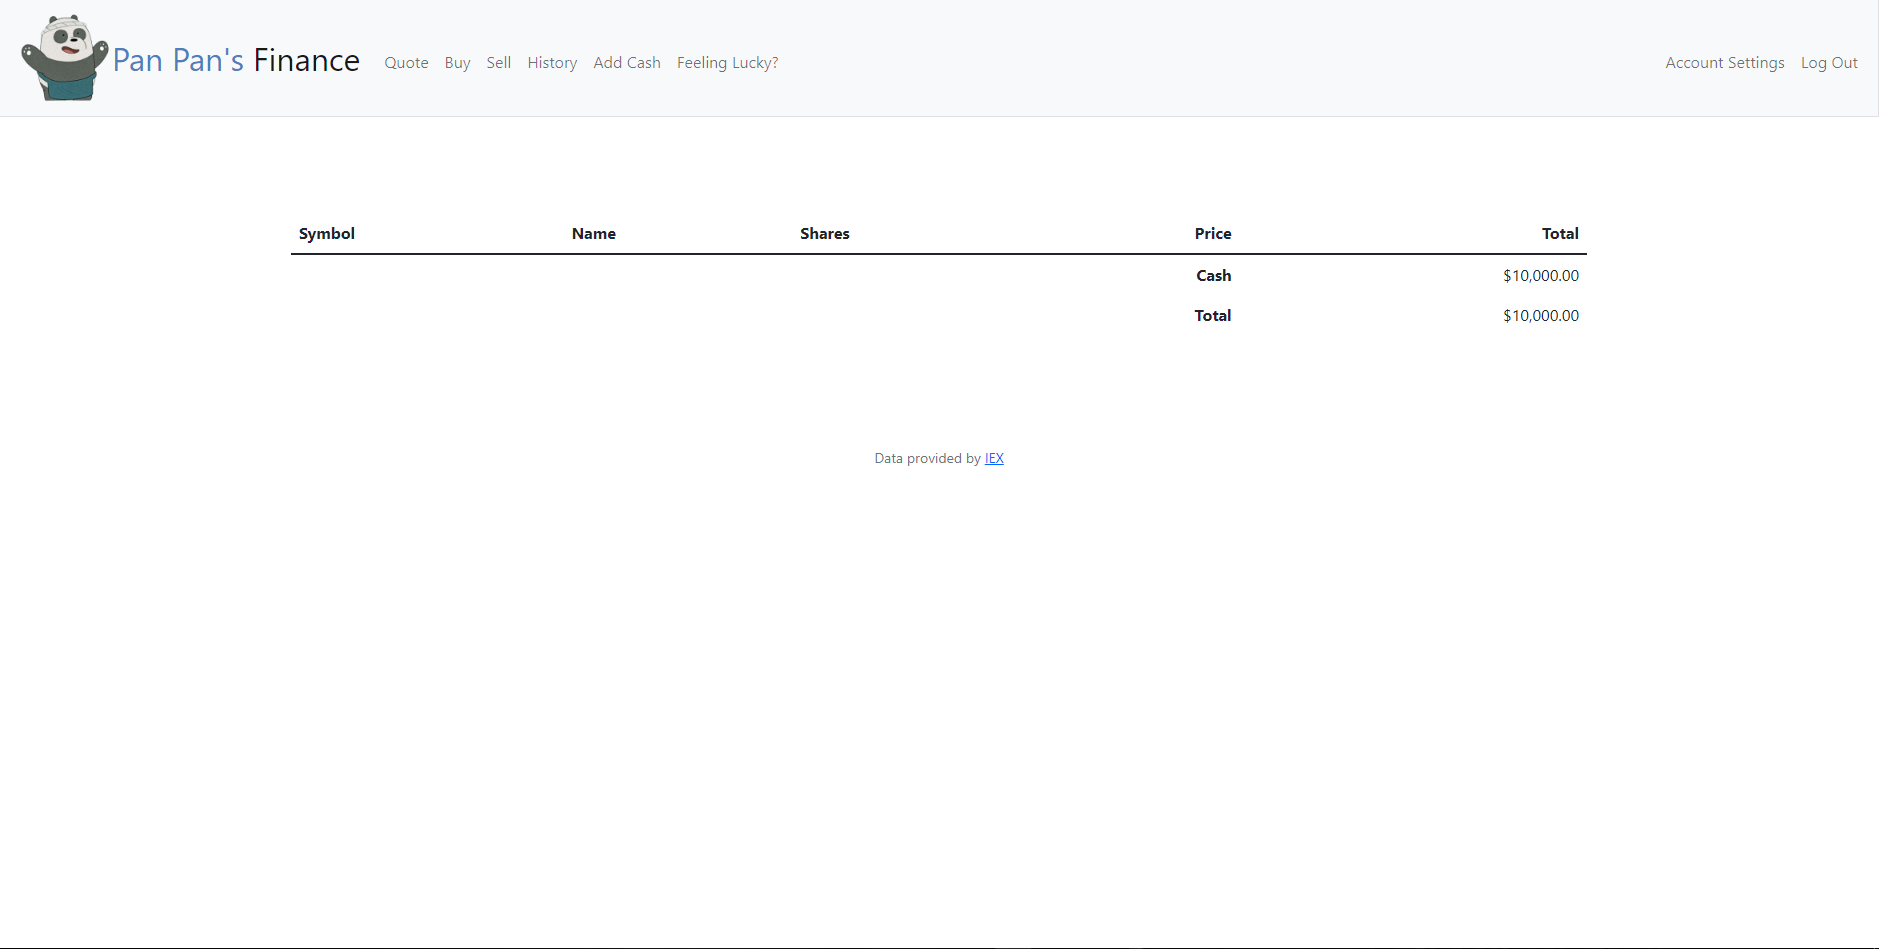 Pan Pan's Finance Quote Buy Sell History Add Cash Feeling Lucky? Account Settings Log Out
Symbol Name Shares Price Total
Cash $10,000.00
Total $10,000.00
Data provided by IEX